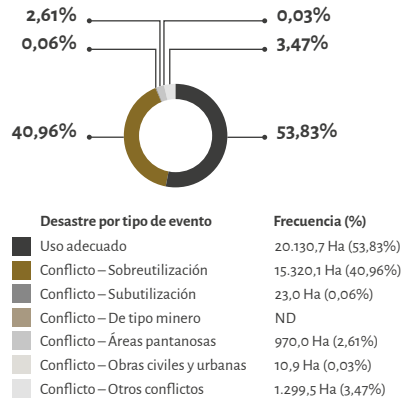 2,61%
0,03%
0,06%
3,47%
40,96%
53,83%
Desastre por tipo de evento Frecuencia (%)
Uso adecuado 20.130,7 Ha (53,83%)
Conflicto – Sobreutilización 15.320,1 Ha (40,96%)
Conflicto – Subutilización 23,0 Ha (0,06%)
Conflicto – De tipo minero ND
Conflicto – Áreas pantanosas 970,0 Ha (2,61%)
Conflicto – Obras civiles y urbanas 10,9 Ha (0,03%)
Conflicto – Otros conflictos 1.299,5 Ha (3,47%)